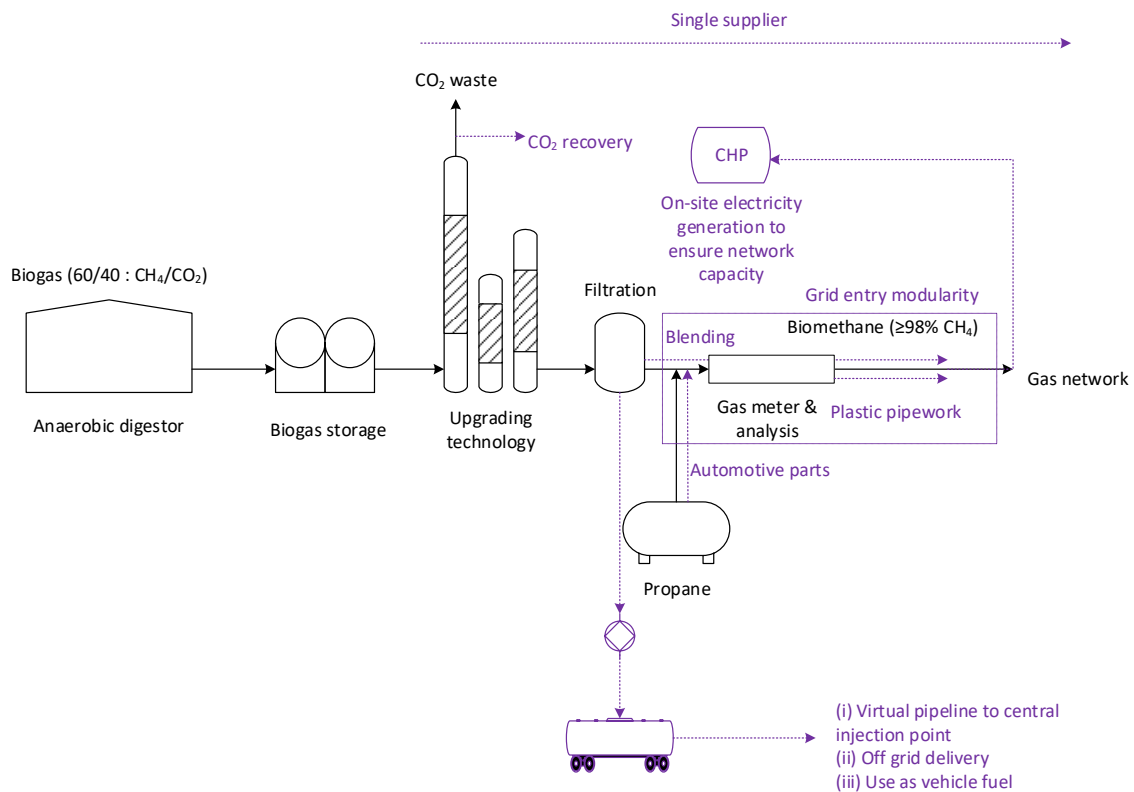 Single supplier
CO₂ waste
CO₂ recovery
CHP
On-site electricity
generation to
ensure network
capacity
Biogas (60/40 : CH₄/CO₂)
Filtration
Grid entry modularity
Biomethane (≥98% CH₄)
Blending
Gas network
Anaerobic digestor
Biogas storage
Upgrading
technology
Gas meter &
analysis
Plastic pipework
Automotive parts
Propane
(i) Virtual pipeline to central
injection point
(ii) Off grid delivery
(iii) Use as vehicle fuel